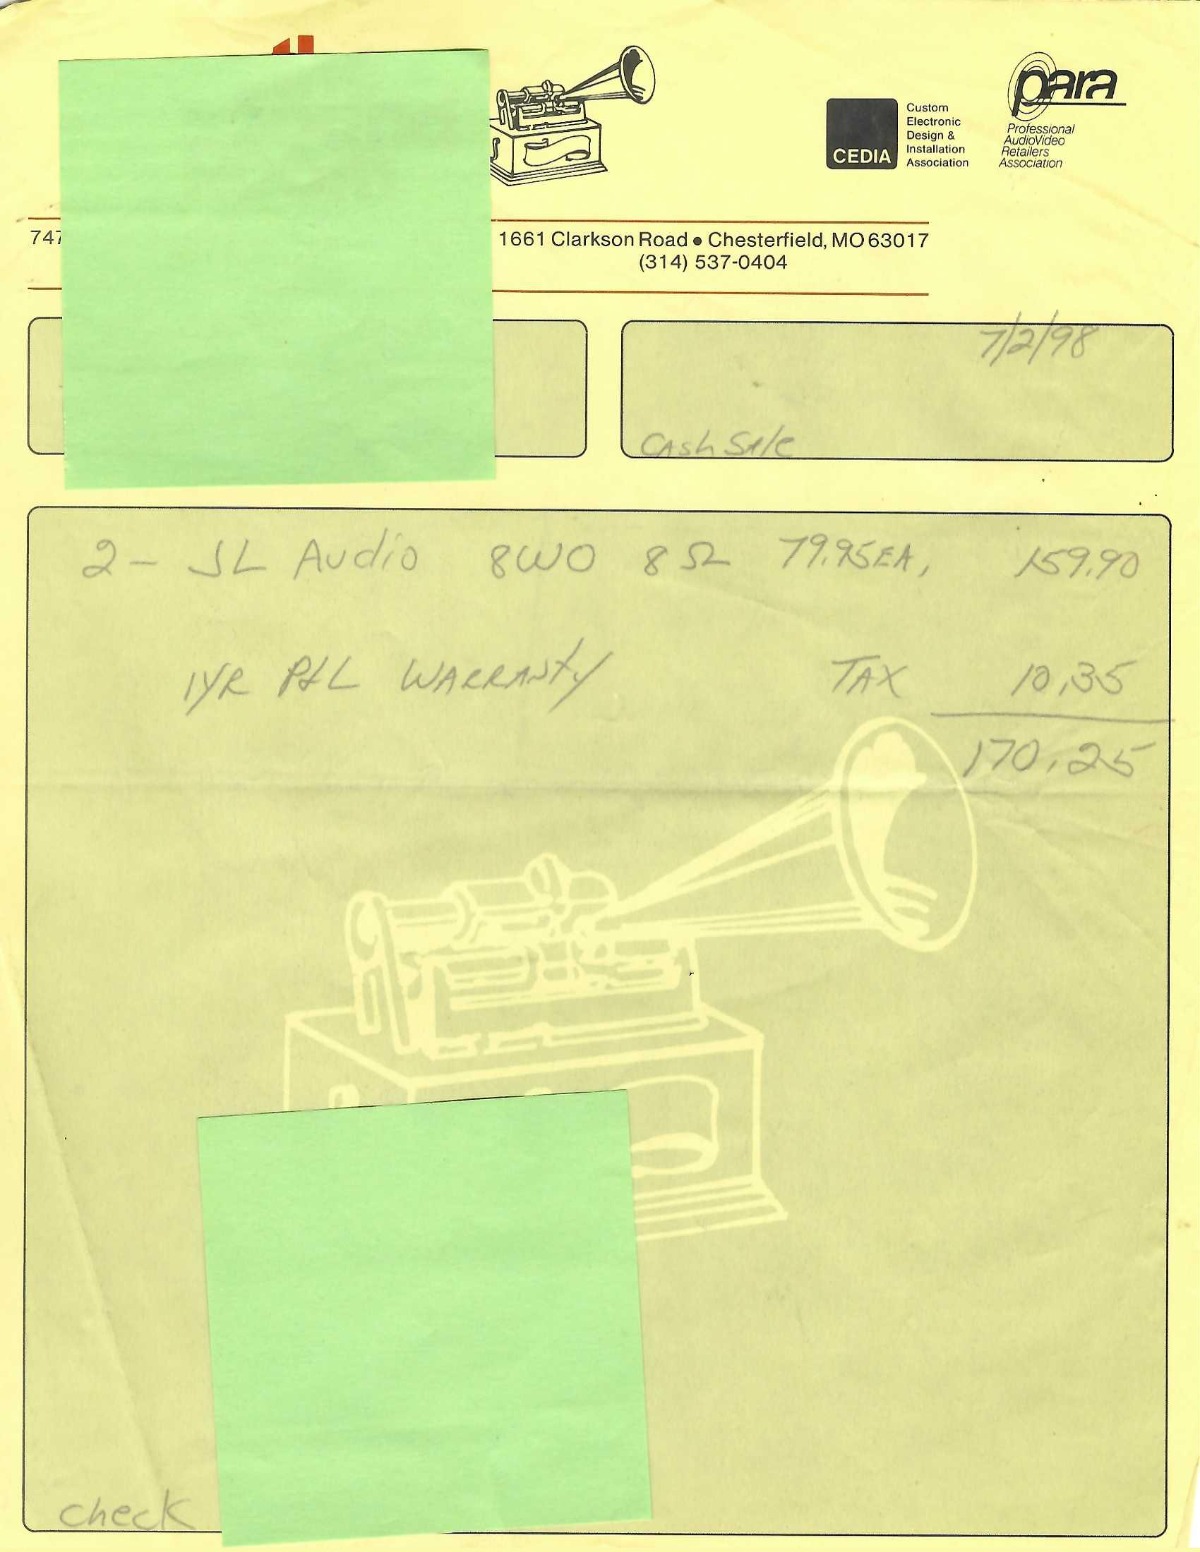 CEDIA
Custom
Electronic
Design &
Installation
Association
para
Professional
AudioVideo
Retailers
Association
747
1661 Clarkson Road • Chesterfield, MO 63017
(314) 537-0404
7/2/98
Cash Sale
2 - JL Audio 8WO 8Ω 79.95EA, 159.90
1YR P&L WARRANTY TAX 10.35
170.25
check